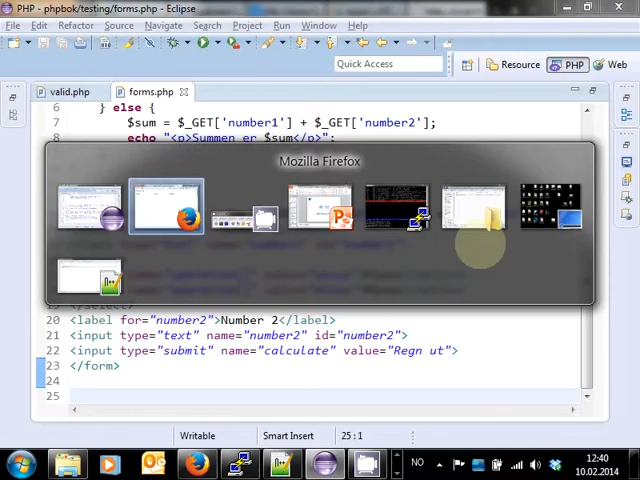 PHP - phpbok/testing/forms.php - Eclipse
File Edit Refactor Source Navigate Search Project Run Window Help
Quick Access
Resource
PHP
Web
valid.php
forms.php
6 } else {
7 $sum = $_GET['number1'] + $_GET['number2'];
8 echo "<p>Summen er $sum</p>";
Mozilla Firefox
20 <label for="number2">Number 2</label>
21 <input type="text" name="number2" id="number2">
22 <input type="submit" name="calculate" value="Regn ut">
23 </form>
24
25
Writable
Smart Insert
25 : 1
NO
12:40
10.02.2014